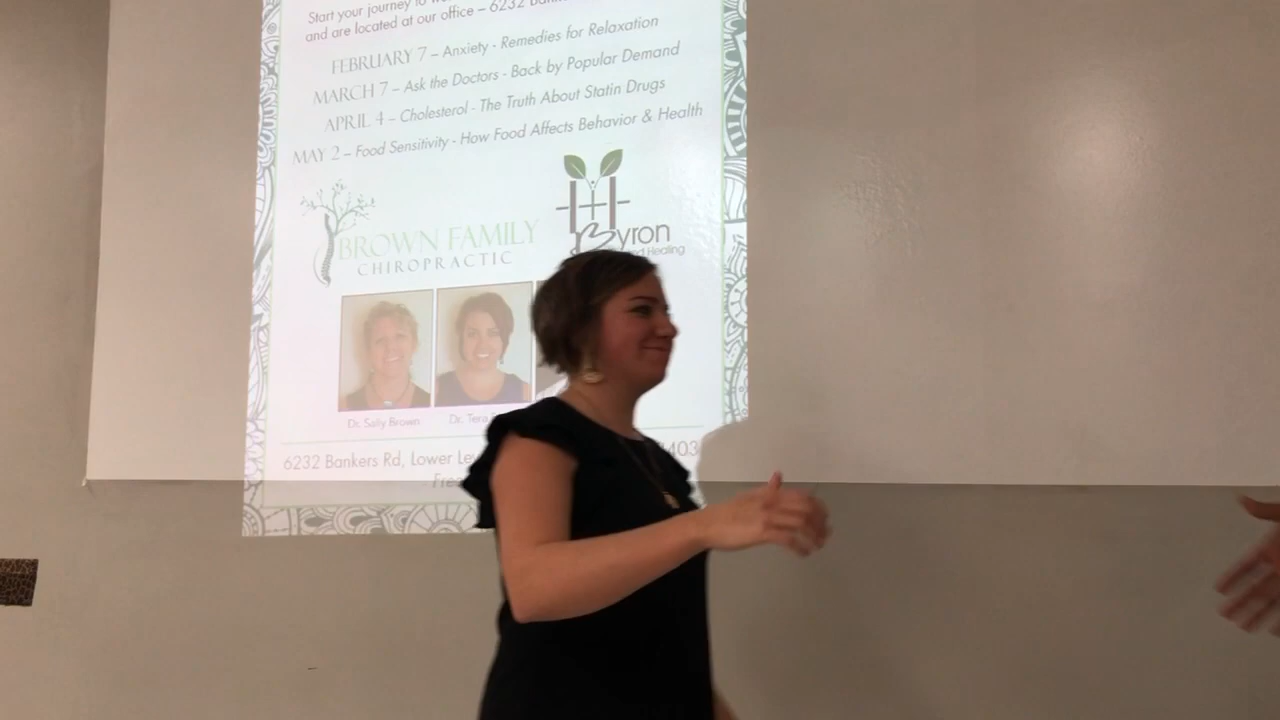 Start your journey to
and are located at our office – 6232
FEBRUARY 7 – Anxiety - Remedies for Relaxation
MARCH 7 – Ask the Doctors - Back by Popular Demand
APRIL 4 – Cholesterol - The Truth About Statin Drugs
MAY 2 – Food Sensitivity - How Food Affects Behavior & Health
BROWN FAMILY
CHIROPRACTIC
H
Byron
Healing
Dr. Sally Brown Dr. Tera
6232 Bankers Rd, Lower 403